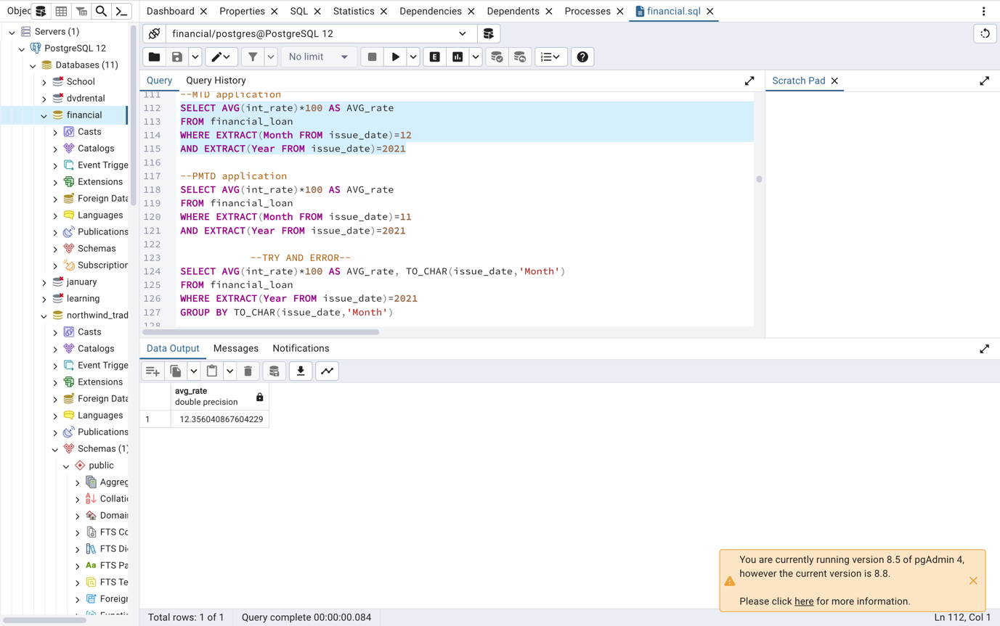 Objec
Dashboard
Properties
SQL
Statistics
Dependencies
Dependents
Processes
financial.sql
Servers (1)
PostgreSQL 12
Databases (11)
School
dvdrental
financial
Casts
Catalogs
Event Trigge
Extensions
Foreign Data
Languages
Publications
Schemas
Subscription
january
learning
northwind_trad
Casts
Catalogs
Event Trigge
Extensions
Foreign Data
Languages
Publications
Schemas (1)
public
Aggreg
Collati
Domai
FTS Co
FTS Di
Aa FTS Pa
FTS Te
Foreig
financial/postgres@PostgreSQL 12
No limit
E
Query
Query History
Scratch Pad
111 --MTD application
112 SELECT AVG(int_rate)*100 AS AVG_rate
113 FROM financial_loan
114 WHERE EXTRACT(Month FROM issue_date)=12
115 AND EXTRACT(Year FROM issue_date)=2021
116
117 --PMTD application
118 SELECT AVG(int_rate)*100 AS AVG_rate
119 FROM financial_loan
120 WHERE EXTRACT(Month FROM issue_date)=11
121 AND EXTRACT(Year FROM issue_date)=2021
122
123 --TRY AND ERROR--
124 SELECT AVG(int_rate)*100 AS AVG_rate, TO_CHAR(issue_date,'Month')
125 FROM financial_loan
126 WHERE EXTRACT(Year FROM issue_date)=2021
127 GROUP BY TO_CHAR(issue_date,'Month')
128
Data Output
Messages
Notifications
avg_rate
double precision
1 12.356040867604229
You are currently running version 8.5 of pgAdmin 4,
however the current version is 8.8.
Please click here for more information.
Total rows: 1 of 1
Query complete 00:00:00.084
Ln 112, Col 1